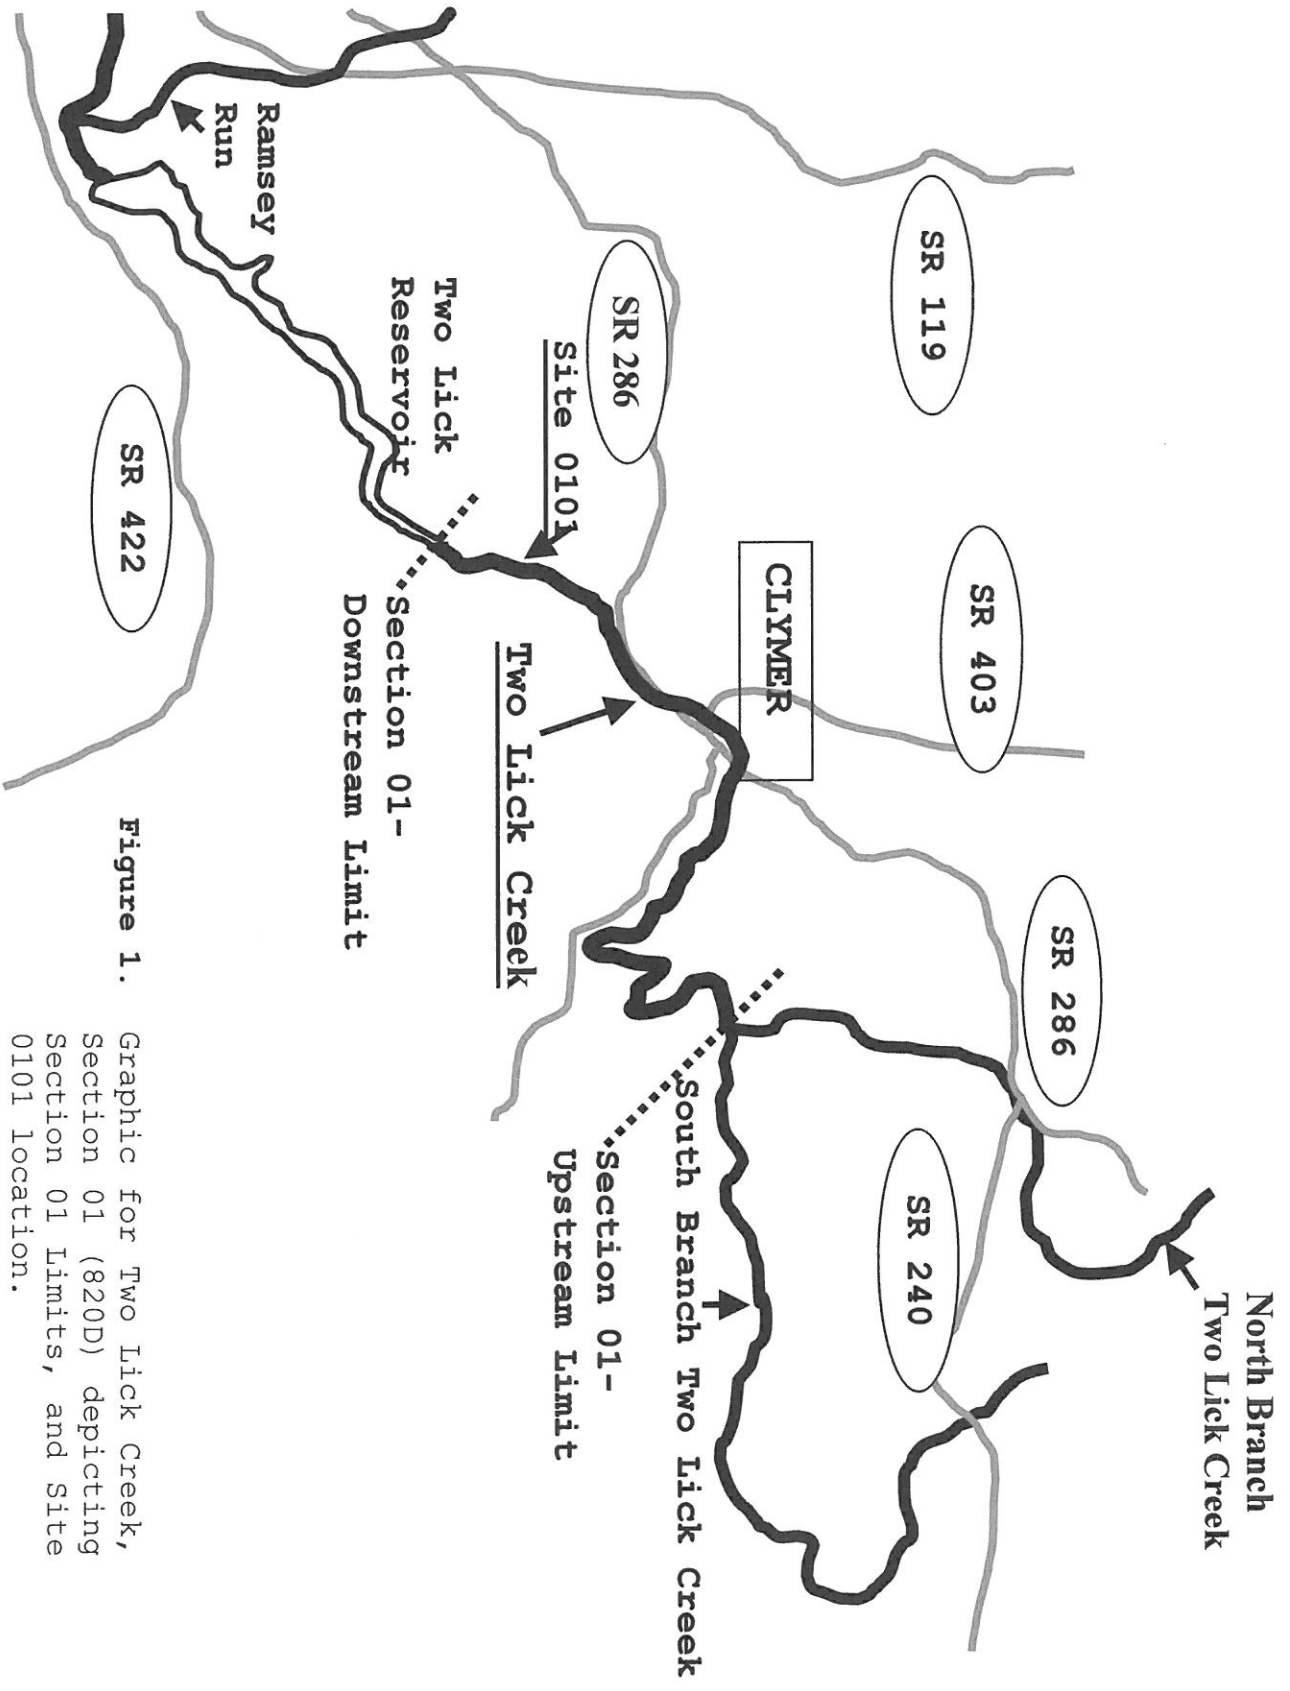 North Branch
Two Lick Creek
SR 119
SR 403
SR 286
SR 240
CLYMER
SR 286
Site 0101
South Branch Two Lick Creek
Two Lick Creek
Section 01-
Upstream Limit
Two Lick
Reservoir
Section 01-
Downstream Limit
Ramsey
Run
SR 422
Figure 1. Graphic for Two Lick Creek,
Section 01 (820D) depicting
Section 01 Limits, and Site
0101 location.